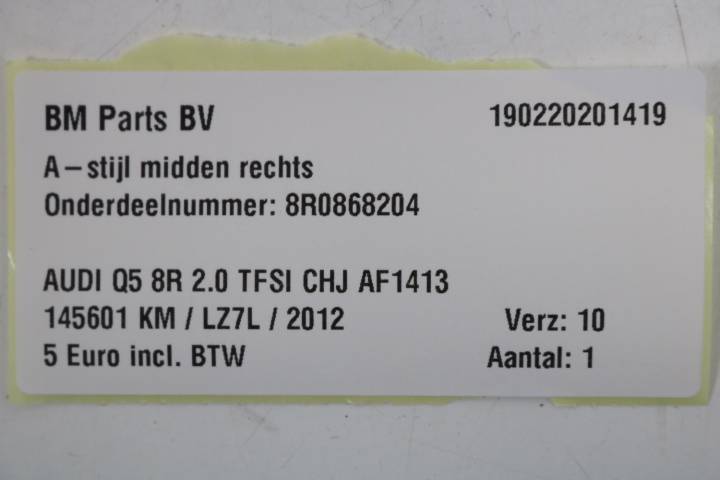 BM Parts BV 190220201419
A-stijl midden rechts
Onderdeelnummer: 8R0868204
AUDI Q5 8R 2.0 TFSI CHJ AF1413
145601 KM / LZ7L / 2012 Verz: 10
5 Euro incl. BTW Aantal: 1